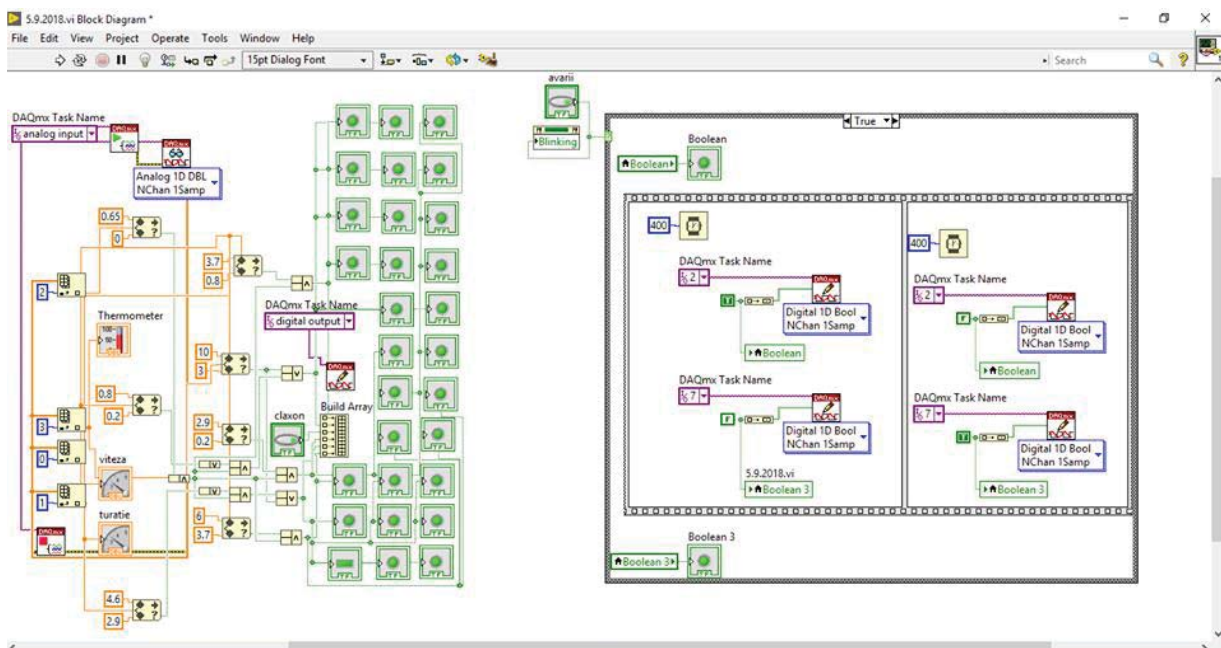 5.9.2018.vi Block Diagram *
File Edit View Project Operate Tools Window Help
15pt Dialog Font
Search
DAQmx Task Name
analog input
Analog 1D DBL
NChan 1Samp
0.65
0
2
Thermometer
100
50
0.8
0.2
3
0
viteza
1
turatie
4.6
2.9
3.7
0.8
10
3
2.9
0.2
6
3.7
DAQmx Task Name
digital output
claxon
Build Array
avarii
Blinking
True
Boolean
Boolean
400
DAQmx Task Name
2
T
Digital 1D Bool
NChan 1Samp
Boolean
DAQmx Task Name
7
F
Digital 1D Bool
NChan 1Samp
5.9.2018.vi
Boolean 3
400
DAQmx Task Name
2
F
Digital 1D Bool
NChan 1Samp
Boolean
DAQmx Task Name
7
T
Digital 1D Bool
NChan 1Samp
Boolean 3
Boolean 3
Boolean 3